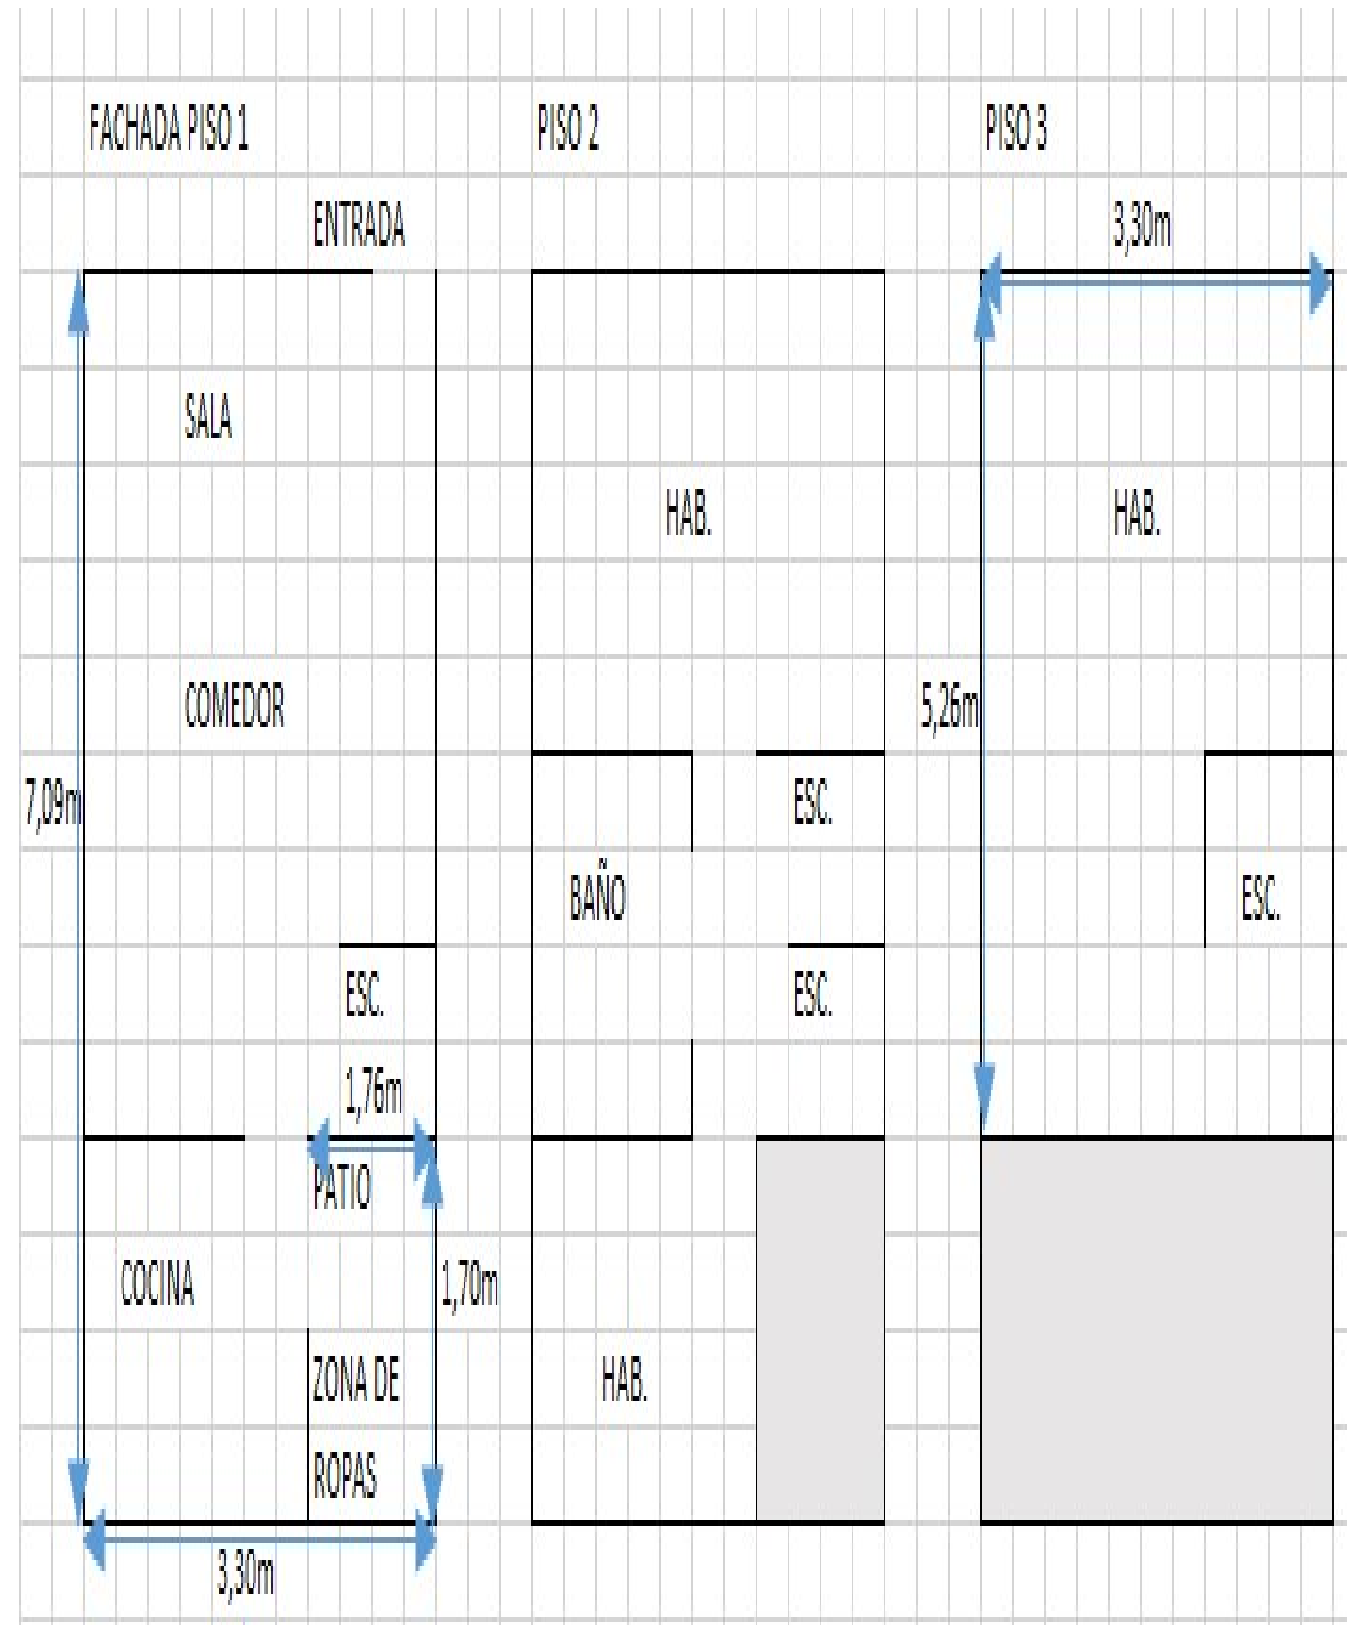 FACHADA PISO 1
PISO 2
PISO 3
ENTRADA
3,30m
SALA
HAB.
HAB.
COMEDOR
5,26m
7,09m
ESC.
BAÑO
ESC.
ESC.
ESC.
1,76m
PATIO
COCINA
1,70m
ZONA DE
HAB.
ROPAS
3,30m